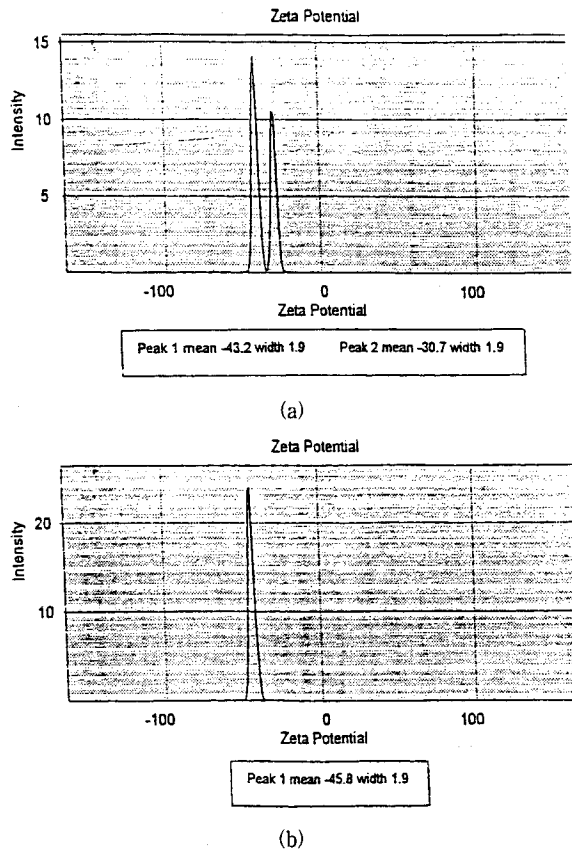 Zeta Potential
15
10
5
Intensity
-100 0 100
Zeta Potential
Peak 1 mean -43.2 width 1.9 Peak 2 mean -30.7 width 1.9
(a)
Zeta Potential
20
10
Intensity
-100 0 100
Zeta Potential
Peak 1 mean -45.8 width 1.9
(b)